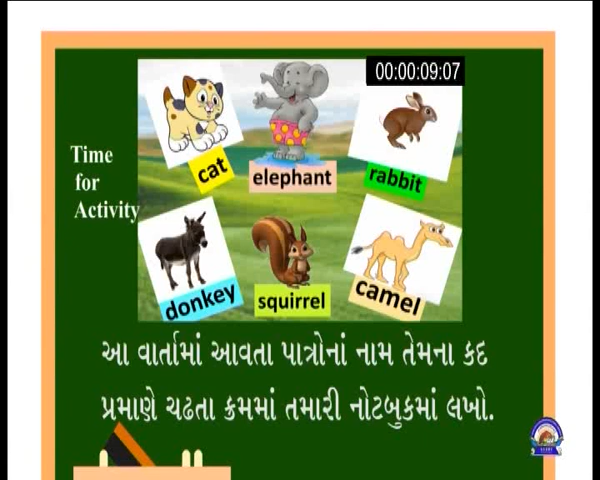 00:00:09:07
Time
for
Activity
cat
elephant
rabbit
donkey
squirrel
camel
આ વાર્તામાં આવતા પાત્રોનાં નામ તેમના કદ
પ્રમાણે ચઢતા ક્રમમાં તમારી નોટબુકમાં લખો.